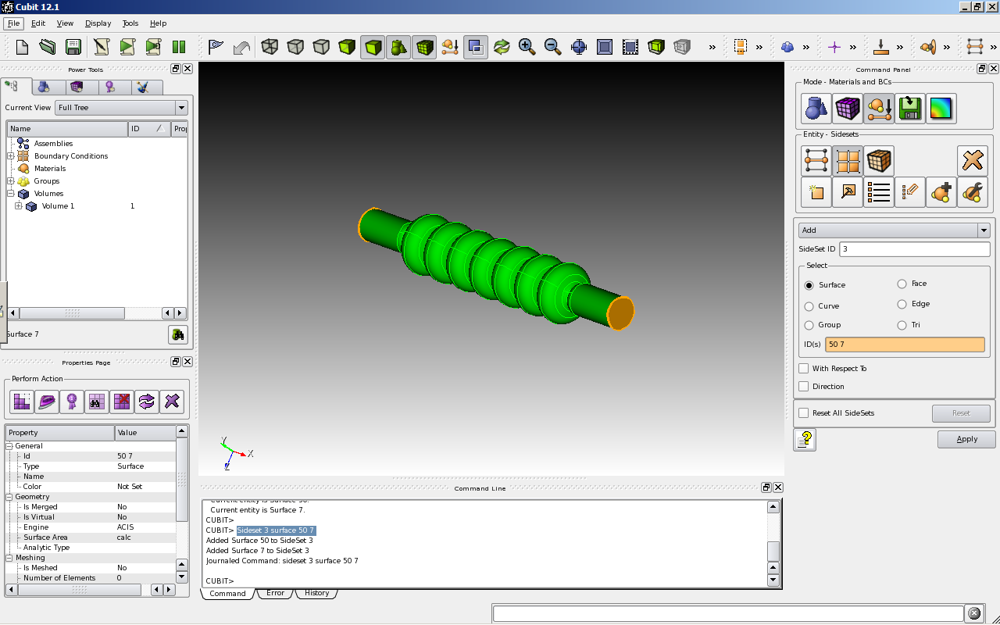 Cubit 12.1
File Edit View Display Tools Help
Power Tools
Current View Full Tree
Name ID Prop
Assemblies
Boundary Conditions
Materials
Groups
Volumes
Volume 1 1
Surface 7
Properties Page
Perform Action
Property Value
General
Id 50 7
Type Surface
Name
Color Not Set
Geometry
Is Merged No
Is Virtual No
Engine ACIS
Surface Area calc
Analytic Type
Meshing
Is Meshed No
Number of Elements 0
Y
X
Z
Command Line
Current entity is Surface 50.
Current entity is Surface 7.
CUBIT>
CUBIT> Sideset 3 surface 50 7
Added Surface 50 to SideSet 3
Added Surface 7 to SideSet 3
Journaled Command: sideset 3 surface 50 7
CUBIT>
Command Error History
Command Panel
Mode - Materials and BCs
Entity - Sidesets
Add
SideSet ID 3
Select
Surface Face
Curve Edge
Group Tri
ID(s) 50 7
With Respect To
Direction
Reset All SideSets Reset
Apply